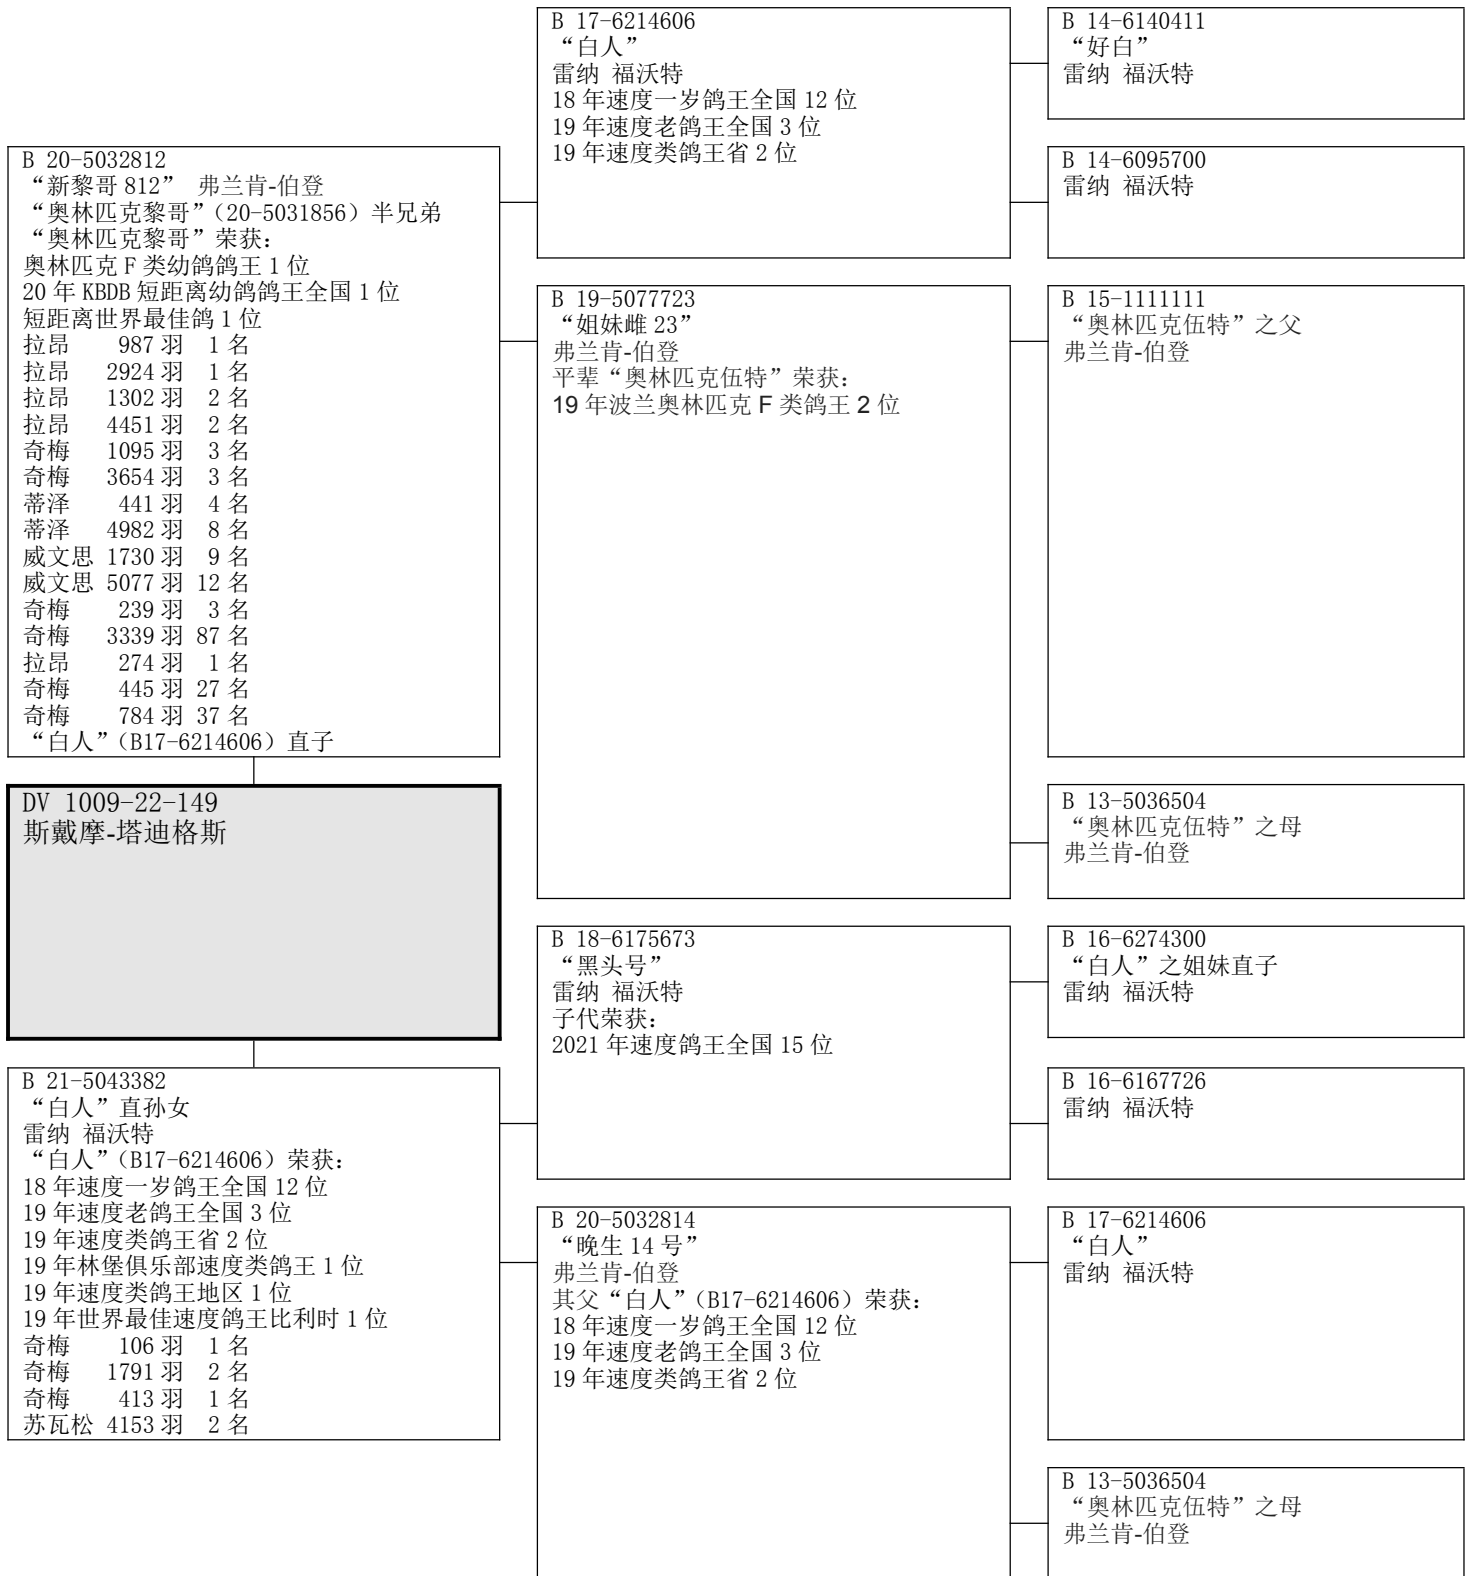 B 20-5032812
“新黎哥 812” 弗兰肯-伯登
“奥林匹克黎哥”（20-5031856）半兄弟
“奥林匹克黎哥”荣获：
奥林匹克 F 类幼鸽鸽王 1 位
20 年 KBDB 短距离幼鸽鸽王全国 1 位
短距离世界最佳鸽 1 位
拉昂 987 羽 1 名
拉昂 2924 羽 1 名
拉昂 1302 羽 2 名
拉昂 4451 羽 2 名
奇梅 1095 羽 3 名
奇梅 3654 羽 3 名
蒂泽 441 羽 4 名
蒂泽 4982 羽 8 名
威文思 1730 羽 9 名
威文思 5077 羽 12 名
奇梅 239 羽 3 名
奇梅 3339 羽 87 名
拉昂 274 羽 1 名
奇梅 445 羽 27 名
奇梅 784 羽 37 名
“白人”（B17-6214606）直子
DV 1009-22-149
斯戴摩-塔迪格斯
B 21-5043382
“白人”直孙女
雷纳 福沃特
“白人”（B17-6214606）荣获：
18 年速度一岁鸽王全国 12 位
19 年速度老鸽王全国 3 位
19 年速度类鸽王省 2 位
19 年林堡俱乐部速度类鸽王 1 位
19 年速度类鸽王地区 1 位
19 年世界最佳速度鸽王比利时 1 位
奇梅 106 羽 1 名
奇梅 1791 羽 2 名
奇梅 413 羽 1 名
苏瓦松 4153 羽 2 名
B 17-6214606
“白人”
雷纳 福沃特
18 年速度一岁鸽王全国 12 位
19 年速度老鸽王全国 3 位
19 年速度类鸽王省 2 位
B 19-5077723
“姐妹雌 23”
弗兰肯-伯登
平辈“奥林匹克伍特”荣获：
19 年波兰奥林匹克 F 类鸽王 2 位
B 18-6175673
“黑头号”
雷纳 福沃特
子代荣获：
2021 年速度鸽王全国 15 位
B 20-5032814
“晚生 14 号”
弗兰肯-伯登
其父“白人”（B17-6214606）荣获：
18 年速度一岁鸽王全国 12 位
19 年速度老鸽王全国 3 位
19 年速度类鸽王省 2 位
B 14-6140411
“好白”
雷纳 福沃特
B 14-6095700
雷纳 福沃特
B 15-1111111
“奥林匹克伍特”之父
弗兰肯-伯登
B 13-5036504
“奥林匹克伍特”之母
弗兰肯-伯登
B 16-6274300
“白人”之姐妹直子
雷纳 福沃特
B 16-6167726
雷纳 福沃特
B 17-6214606
“白人”
雷纳 福沃特
B 13-5036504
“奥林匹克伍特”之母
弗兰肯-伯登